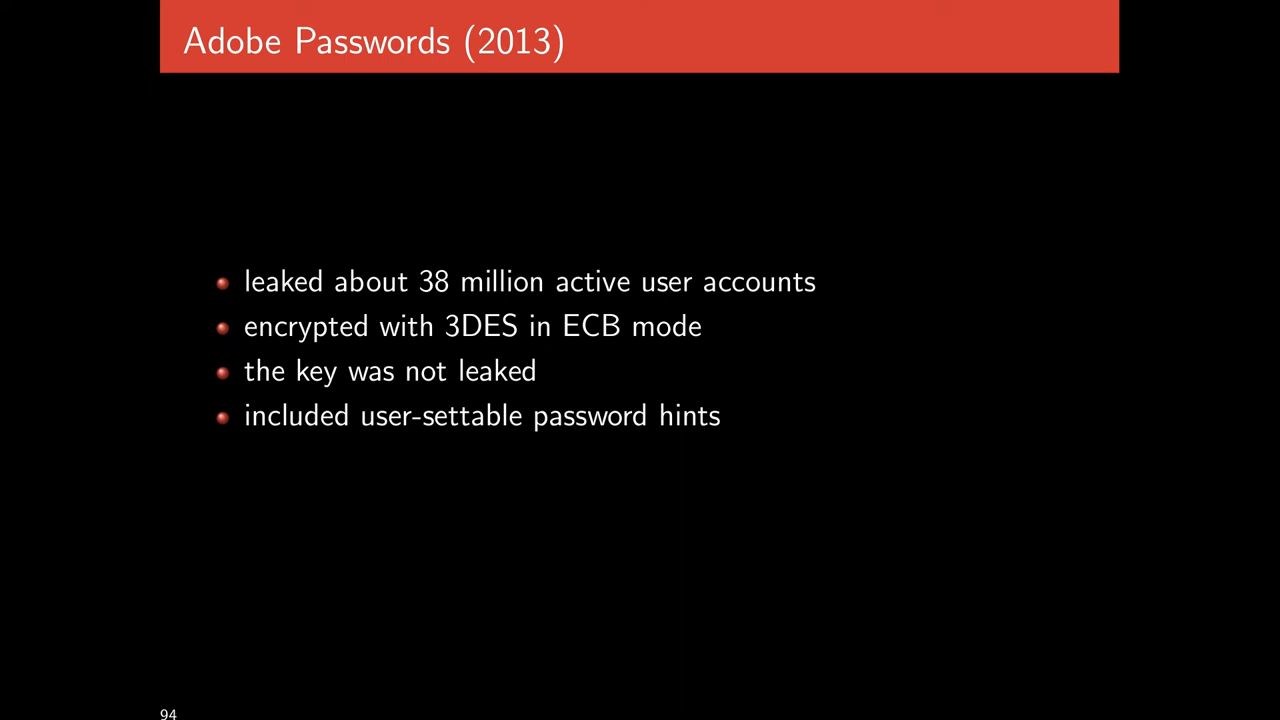 Adobe Passwords (2013)
leaked about 38 million active user accounts
encrypted with 3DES in ECB mode
the key was not leaked
included user-settable password hints
94